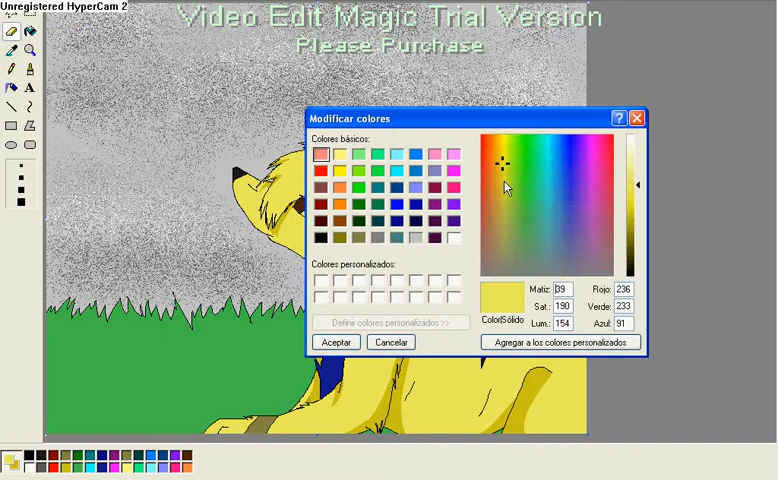 Unregistered HyperCam 2
Video Edit Magic Trial Version
Please Purchase
A
Modificar colores
Colores básicos:
Colores personalizados:
Definir colores personalizados >>
Aceptar
Cancelar
Matiz: 39
Sat.: 190
Lum.: 154
Rojo: 236
Verde: 233
Azul: 91
Color|Sólido
Agregar a los colores personalizados